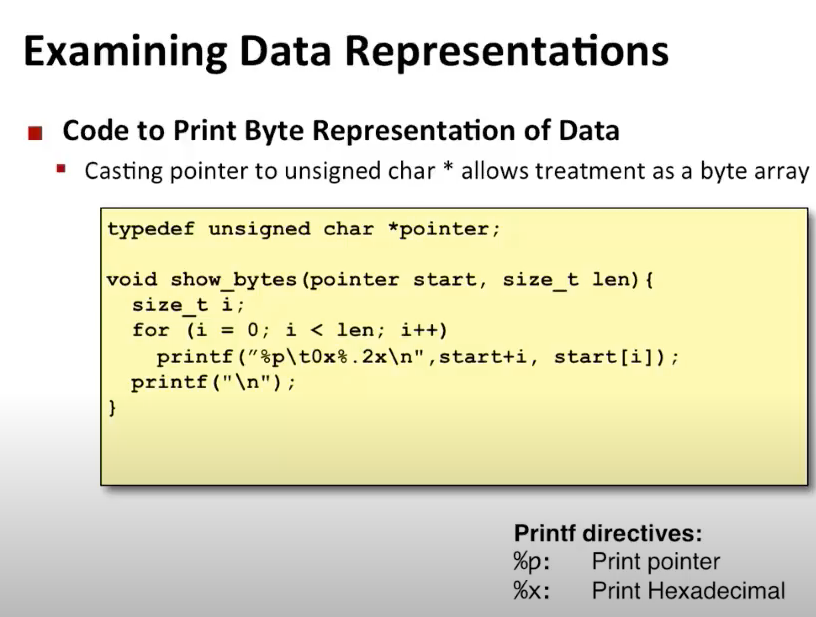 Examining Data Representations
Code to Print Byte Representation of Data
Casting pointer to unsigned char * allows treatment as a byte array
typedef unsigned char *pointer;
void show_bytes(pointer start, size_t len){
size_t i;
for (i = 0; i < len; i++)
printf(”%p\t0x%.2x\n",start+i, start[i]);
printf("\n");
}
Printf directives:
%p: Print pointer
%x: Print Hexadecimal